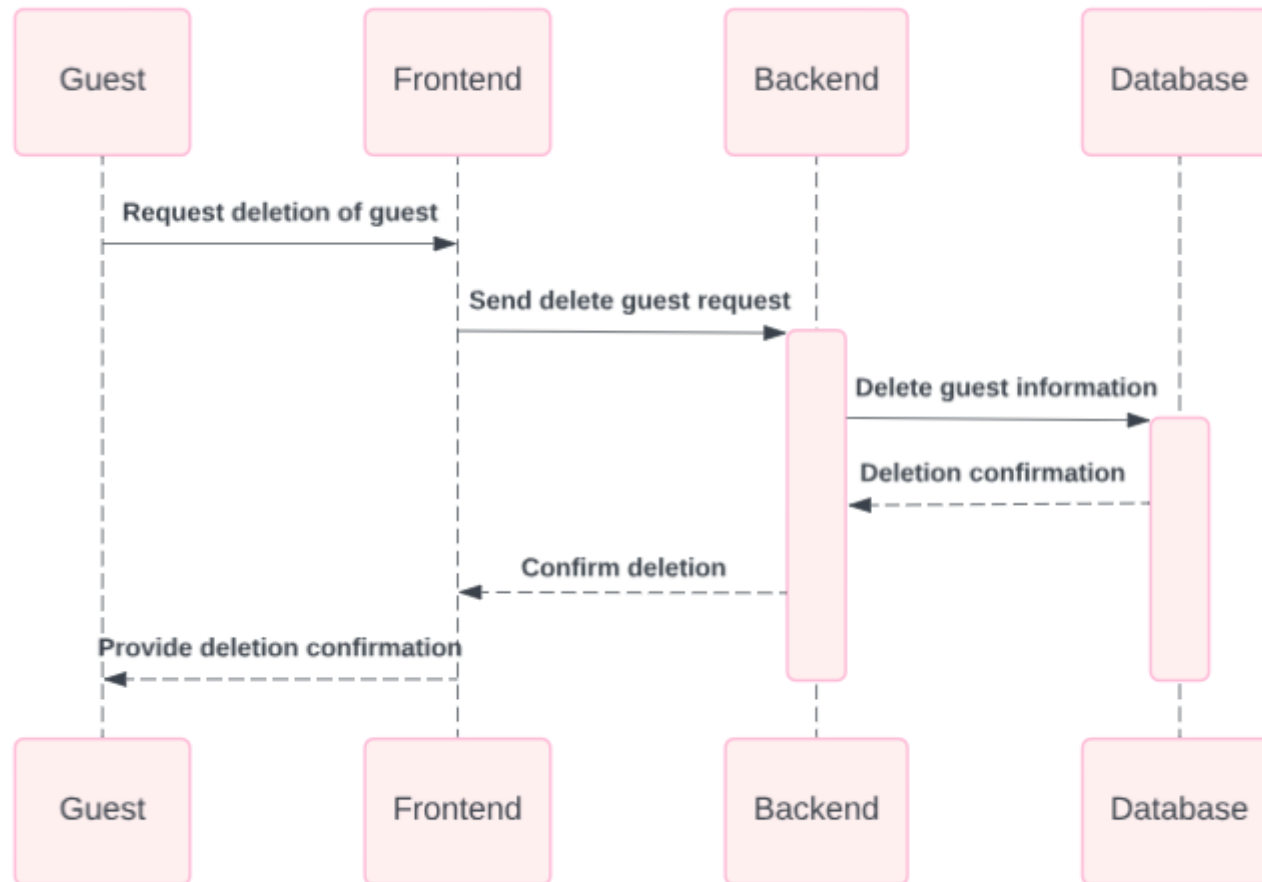 Guest
Frontend
Backend
Database
Request deletion of guest
Send delete guest request
Delete guest information
Deletion confirmation
Confirm deletion
Provide deletion confirmation
Guest
Frontend
Backend
Database